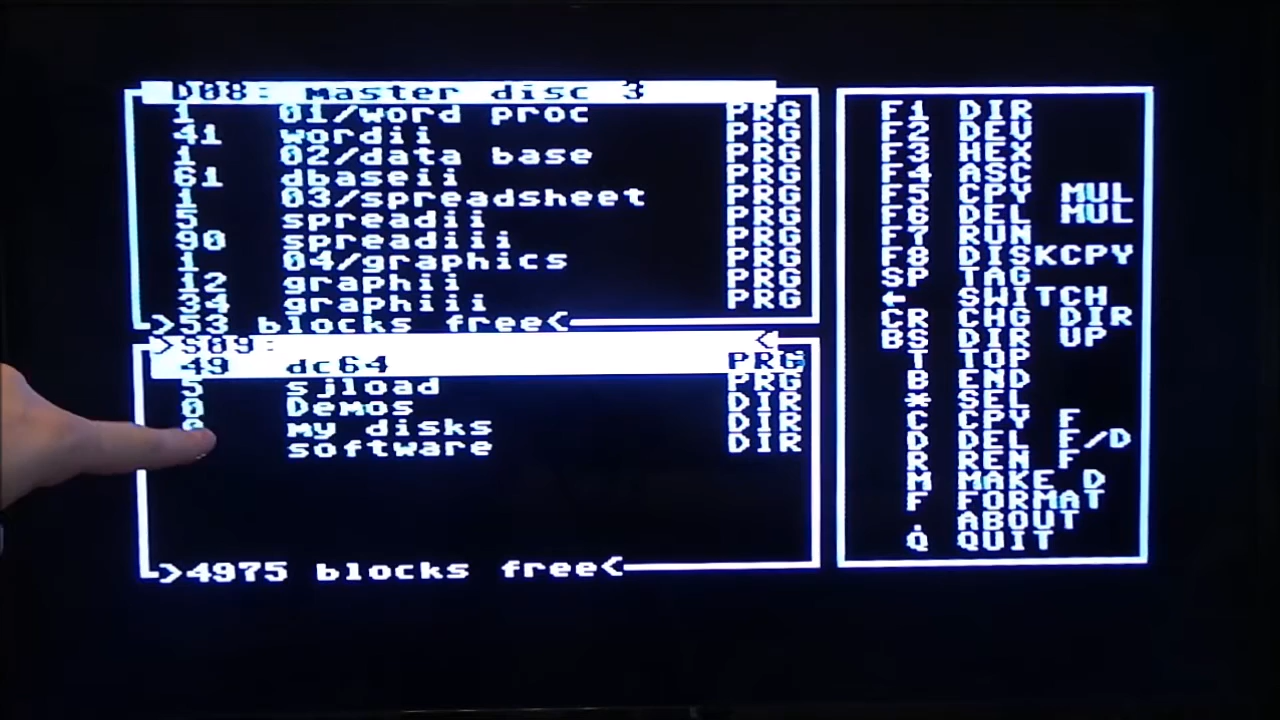 D08: master disc 3
1 01/word proc PRG
41 wordii PRG
1 02/data base PRG
61 dbaseii PRG
1 03/spreadsheet PRG
5 spreadii PRG
90 spreadiii PRG
1 04/graphics PRG
12 graphii PRG
34 graphiii PRG
>53 blocks free<
>S09: <
49 dc64 PRG
5 sjload PRG
0 Demos DIR
0 my disks DIR
software DIR
>4975 blocks free<
F1 DIR
F2 DEV
F3 HEX
F4 ASC
F5 CPY MUL
F6 DEL MUL
F7 RUN
F8 DISKCPY
SP TAG
← SWITCH
CR CHG DIR
BS DIR UP
T TOP
B END
* SEL
C CPY F
D DEL F/D
R REN F
M MAKE D
F FORMAT
. ABOUT
Q QUIT